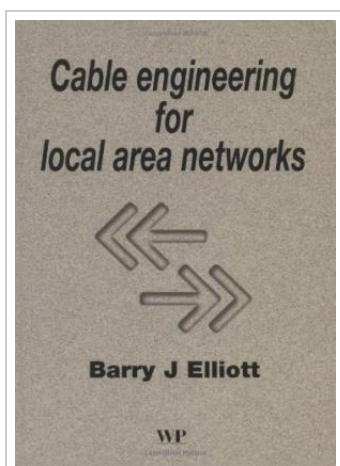 Cable engineering
for
local area networks
Barry J Elliott
WP